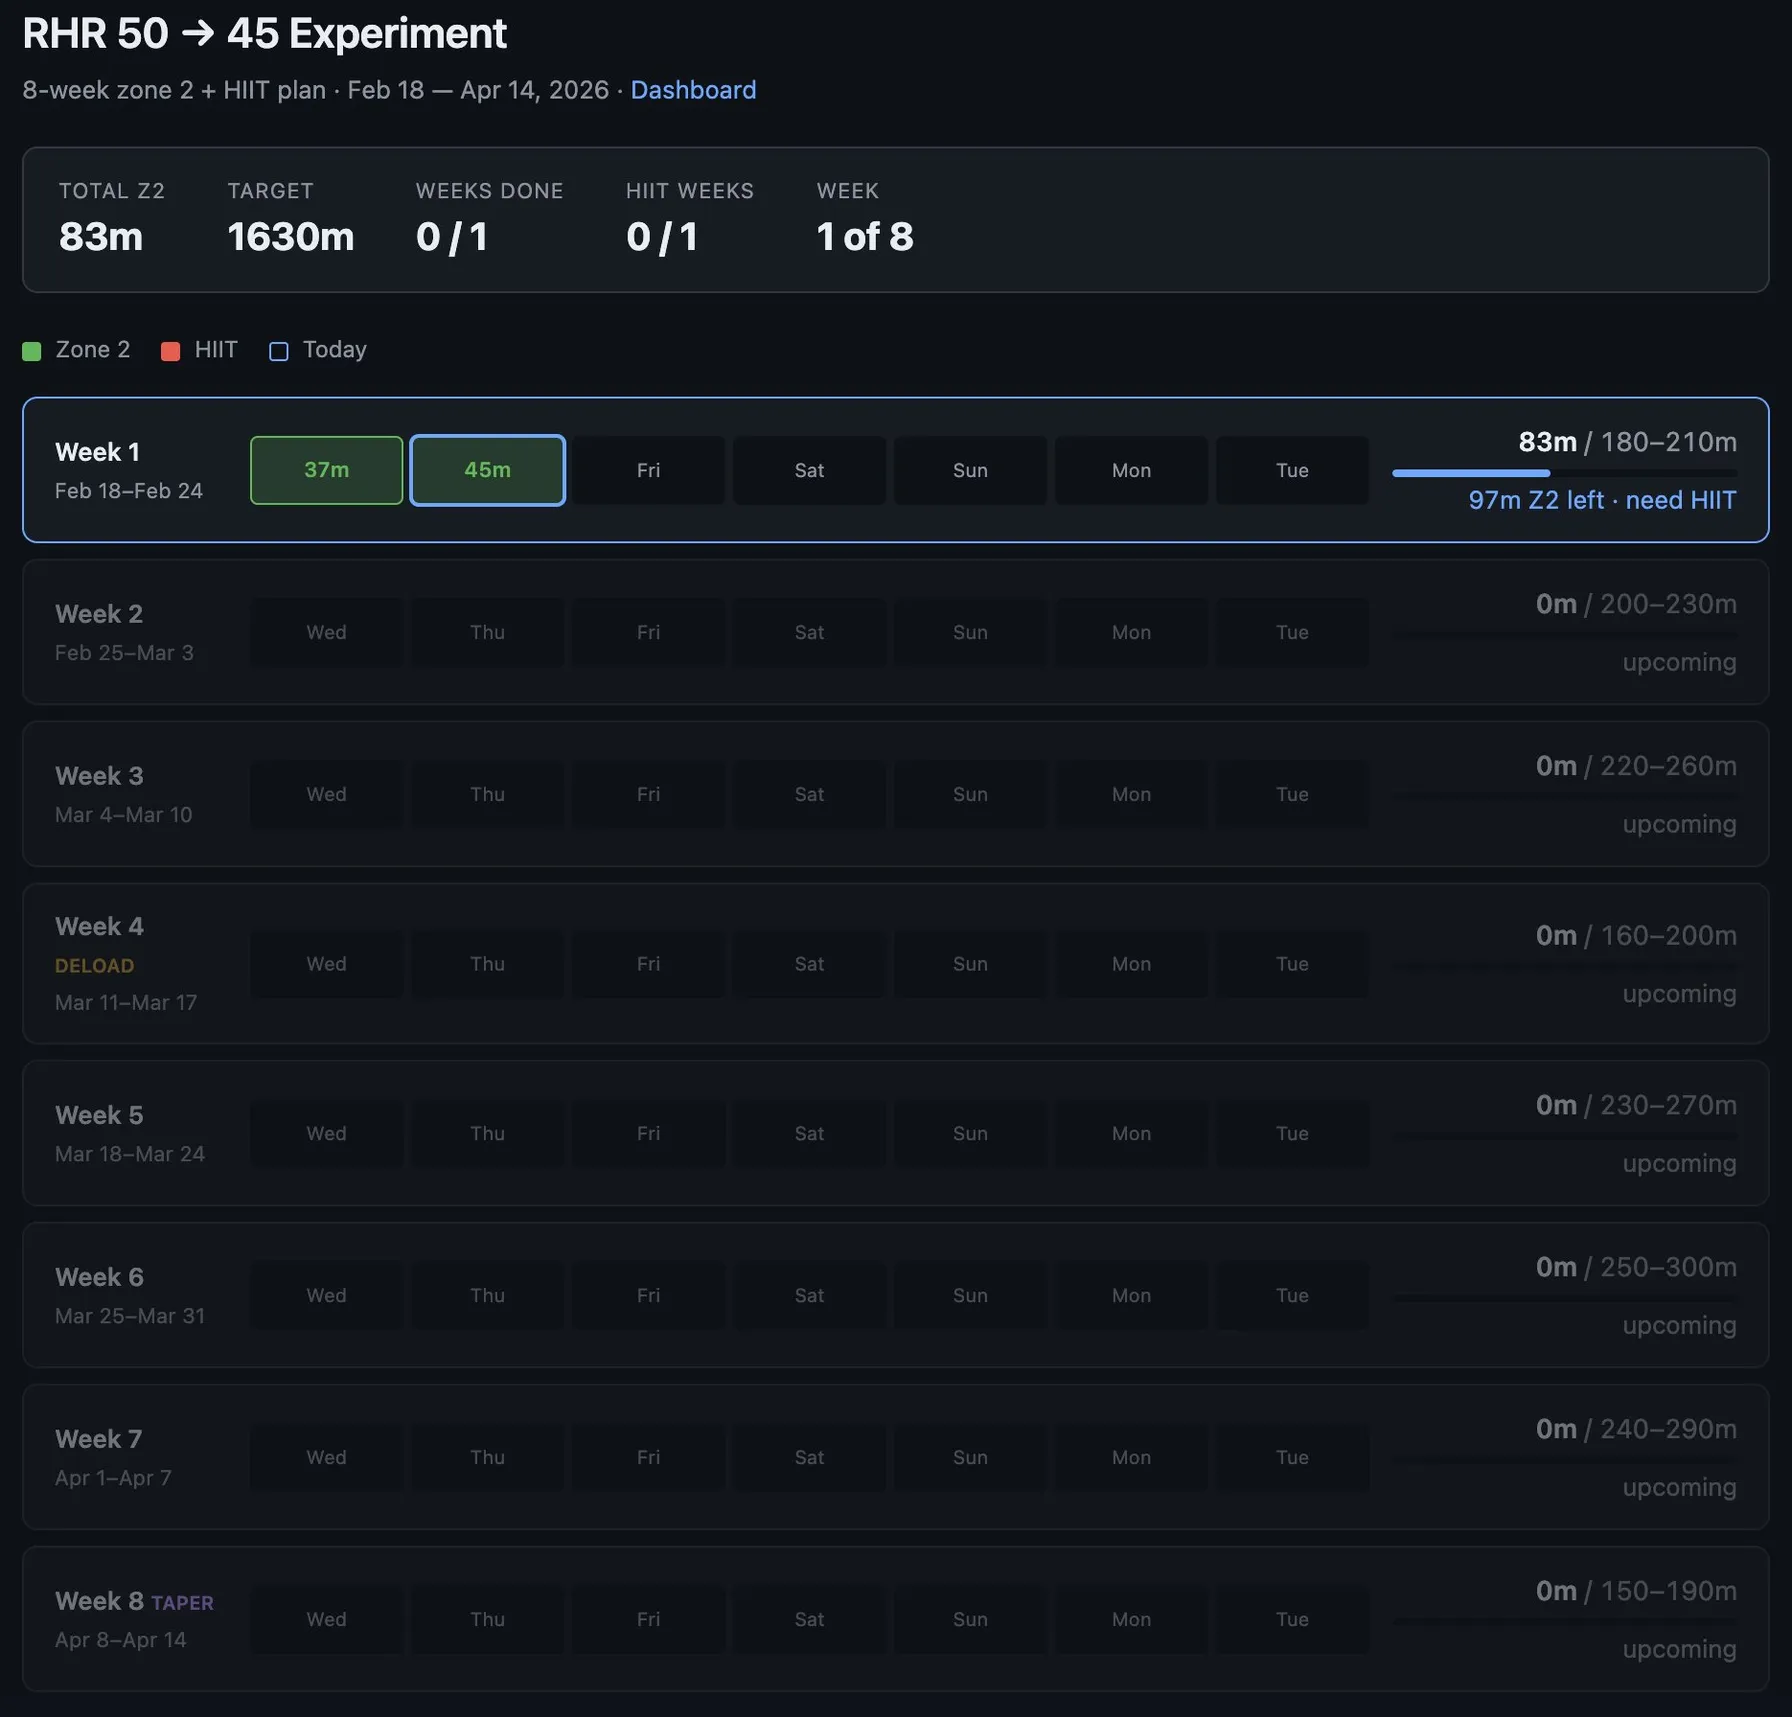 RHR 50 → 45 Experiment
8-week zone 2 + HIIT plan · Feb 18 — Apr 14, 2026 · Dashboard
TOTAL Z2 TARGET WEEKS DONE HIIT WEEKS WEEK
83m 1630m 0 / 1 0 / 1 1 of 8
Zone 2 HIIT Today
Week 1
Feb 18–Feb 24
37m 45m Fri Sat Sun Mon Tue
83m / 180–210m
97m Z2 left · need HIIT
Week 2
Feb 25–Mar 3
Wed Thu Fri Sat Sun Mon Tue
0m / 200–230m
upcoming
Week 3
Mar 4–Mar 10
Wed Thu Fri Sat Sun Mon Tue
0m / 220–260m
upcoming
Week 4
DELOAD
Mar 11–Mar 17
Wed Thu Fri Sat Sun Mon Tue
0m / 160–200m
upcoming
Week 5
Mar 18–Mar 24
Wed Thu Fri Sat Sun Mon Tue
0m / 230–270m
upcoming
Week 6
Mar 25–Mar 31
Wed Thu Fri Sat Sun Mon Tue
0m / 250–300m
upcoming
Week 7
Apr 1–Apr 7
Wed Thu Fri Sat Sun Mon Tue
0m / 240–290m
upcoming
Week 8 TAPER
Apr 8–Apr 14
Wed Thu Fri Sat Sun Mon Tue
0m / 150–190m
upcoming